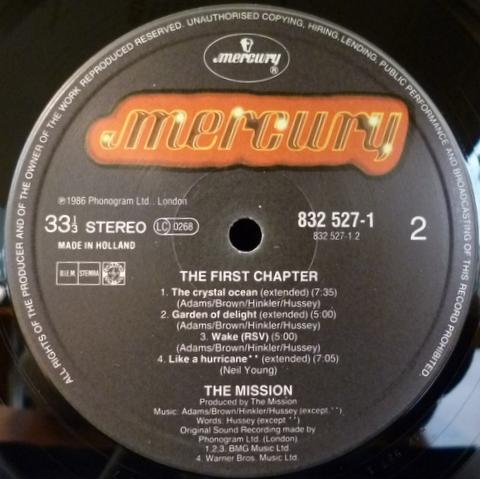 ALL RIGHTS OF THE PRODUCER AND OF THE OWNER OF THE WORK REPRODUCED RESERVED. UNAUTHORISED COPYING, HIRING, LENDING, PUBLIC PERFORMANCE AND BROADCASTING OF THIS RECORD PROHIBITED
mercury ®
mercury
℗1986 Phonogram Ltd.. London
33⅓ STEREO LC 0268 832 527-1
832 527-1.2
2
MADE IN HOLLAND
B.I.E.M. STEMRA
THE FIRST CHAPTER
1. The crystal ocean (extended) (7:35)
(Adams/Brown/Hinkler/Hussey)
2. Garden of delight (extended) (5:00)
(Adams/Brown/Hinkler/Hussey)
3. Wake (RSV) (5:00)
(Adams/Brown/Hinkler/Hussey)
4. Like a hurricane** (extended) (7:05)
(Neil Young)
THE MISSION
Produced by The Mission
Music: Adams/Brown/Hinkler/Hussey (except **)
Words: Hussey (except **)
Original Sound Recording made by
Phonogram Ltd. (London)
1.2.3. BMG Music Ltd.
4. Warner Bros. Music Ltd.